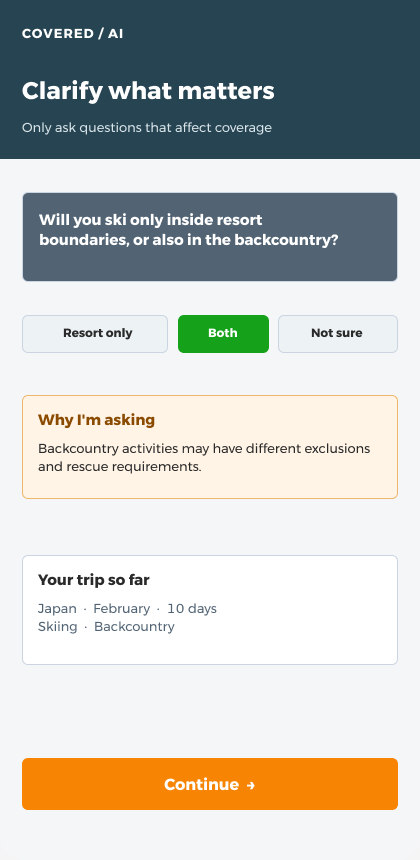 COVERED / AI
Clarify what matters
Only ask questions that affect coverage
Will you ski only inside resort
boundaries, or also in the backcountry?
Resort only
Both
Not sure
Why I'm asking
Backcountry activities may have different exclusions
and rescue requirements.
Your trip so far
Japan · February · 10 days
Skiing · Backcountry
Continue →